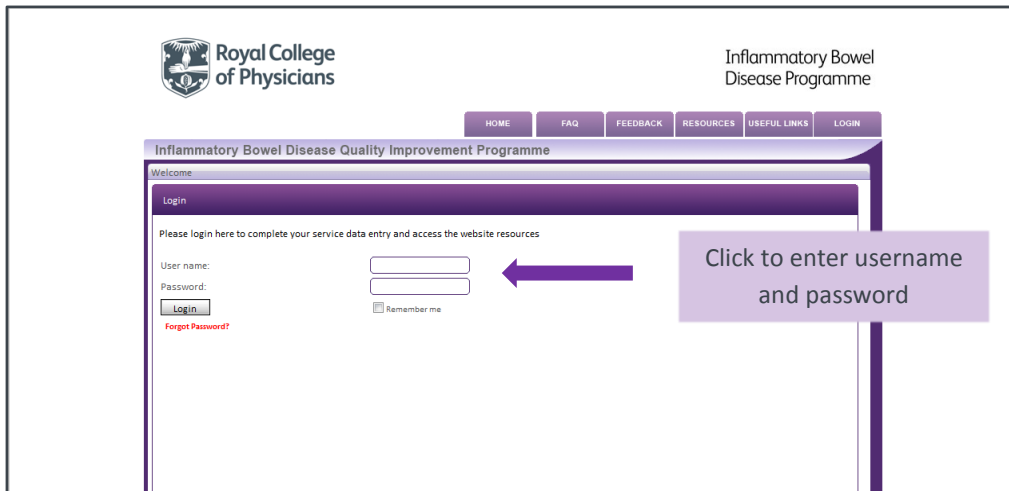 Royal College
of Physicians
Inflammatory Bowel
Disease Programme
HOME FAQ FEEDBACK RESOURCES USEFUL LINKS LOGIN
Inflammatory Bowel Disease Quality Improvement Programme
Welcome
Login
Please login here to complete your service data entry and access the website resources
User name:
Password:
Login Remember me
Forgot Password?
Click to enter username
and password